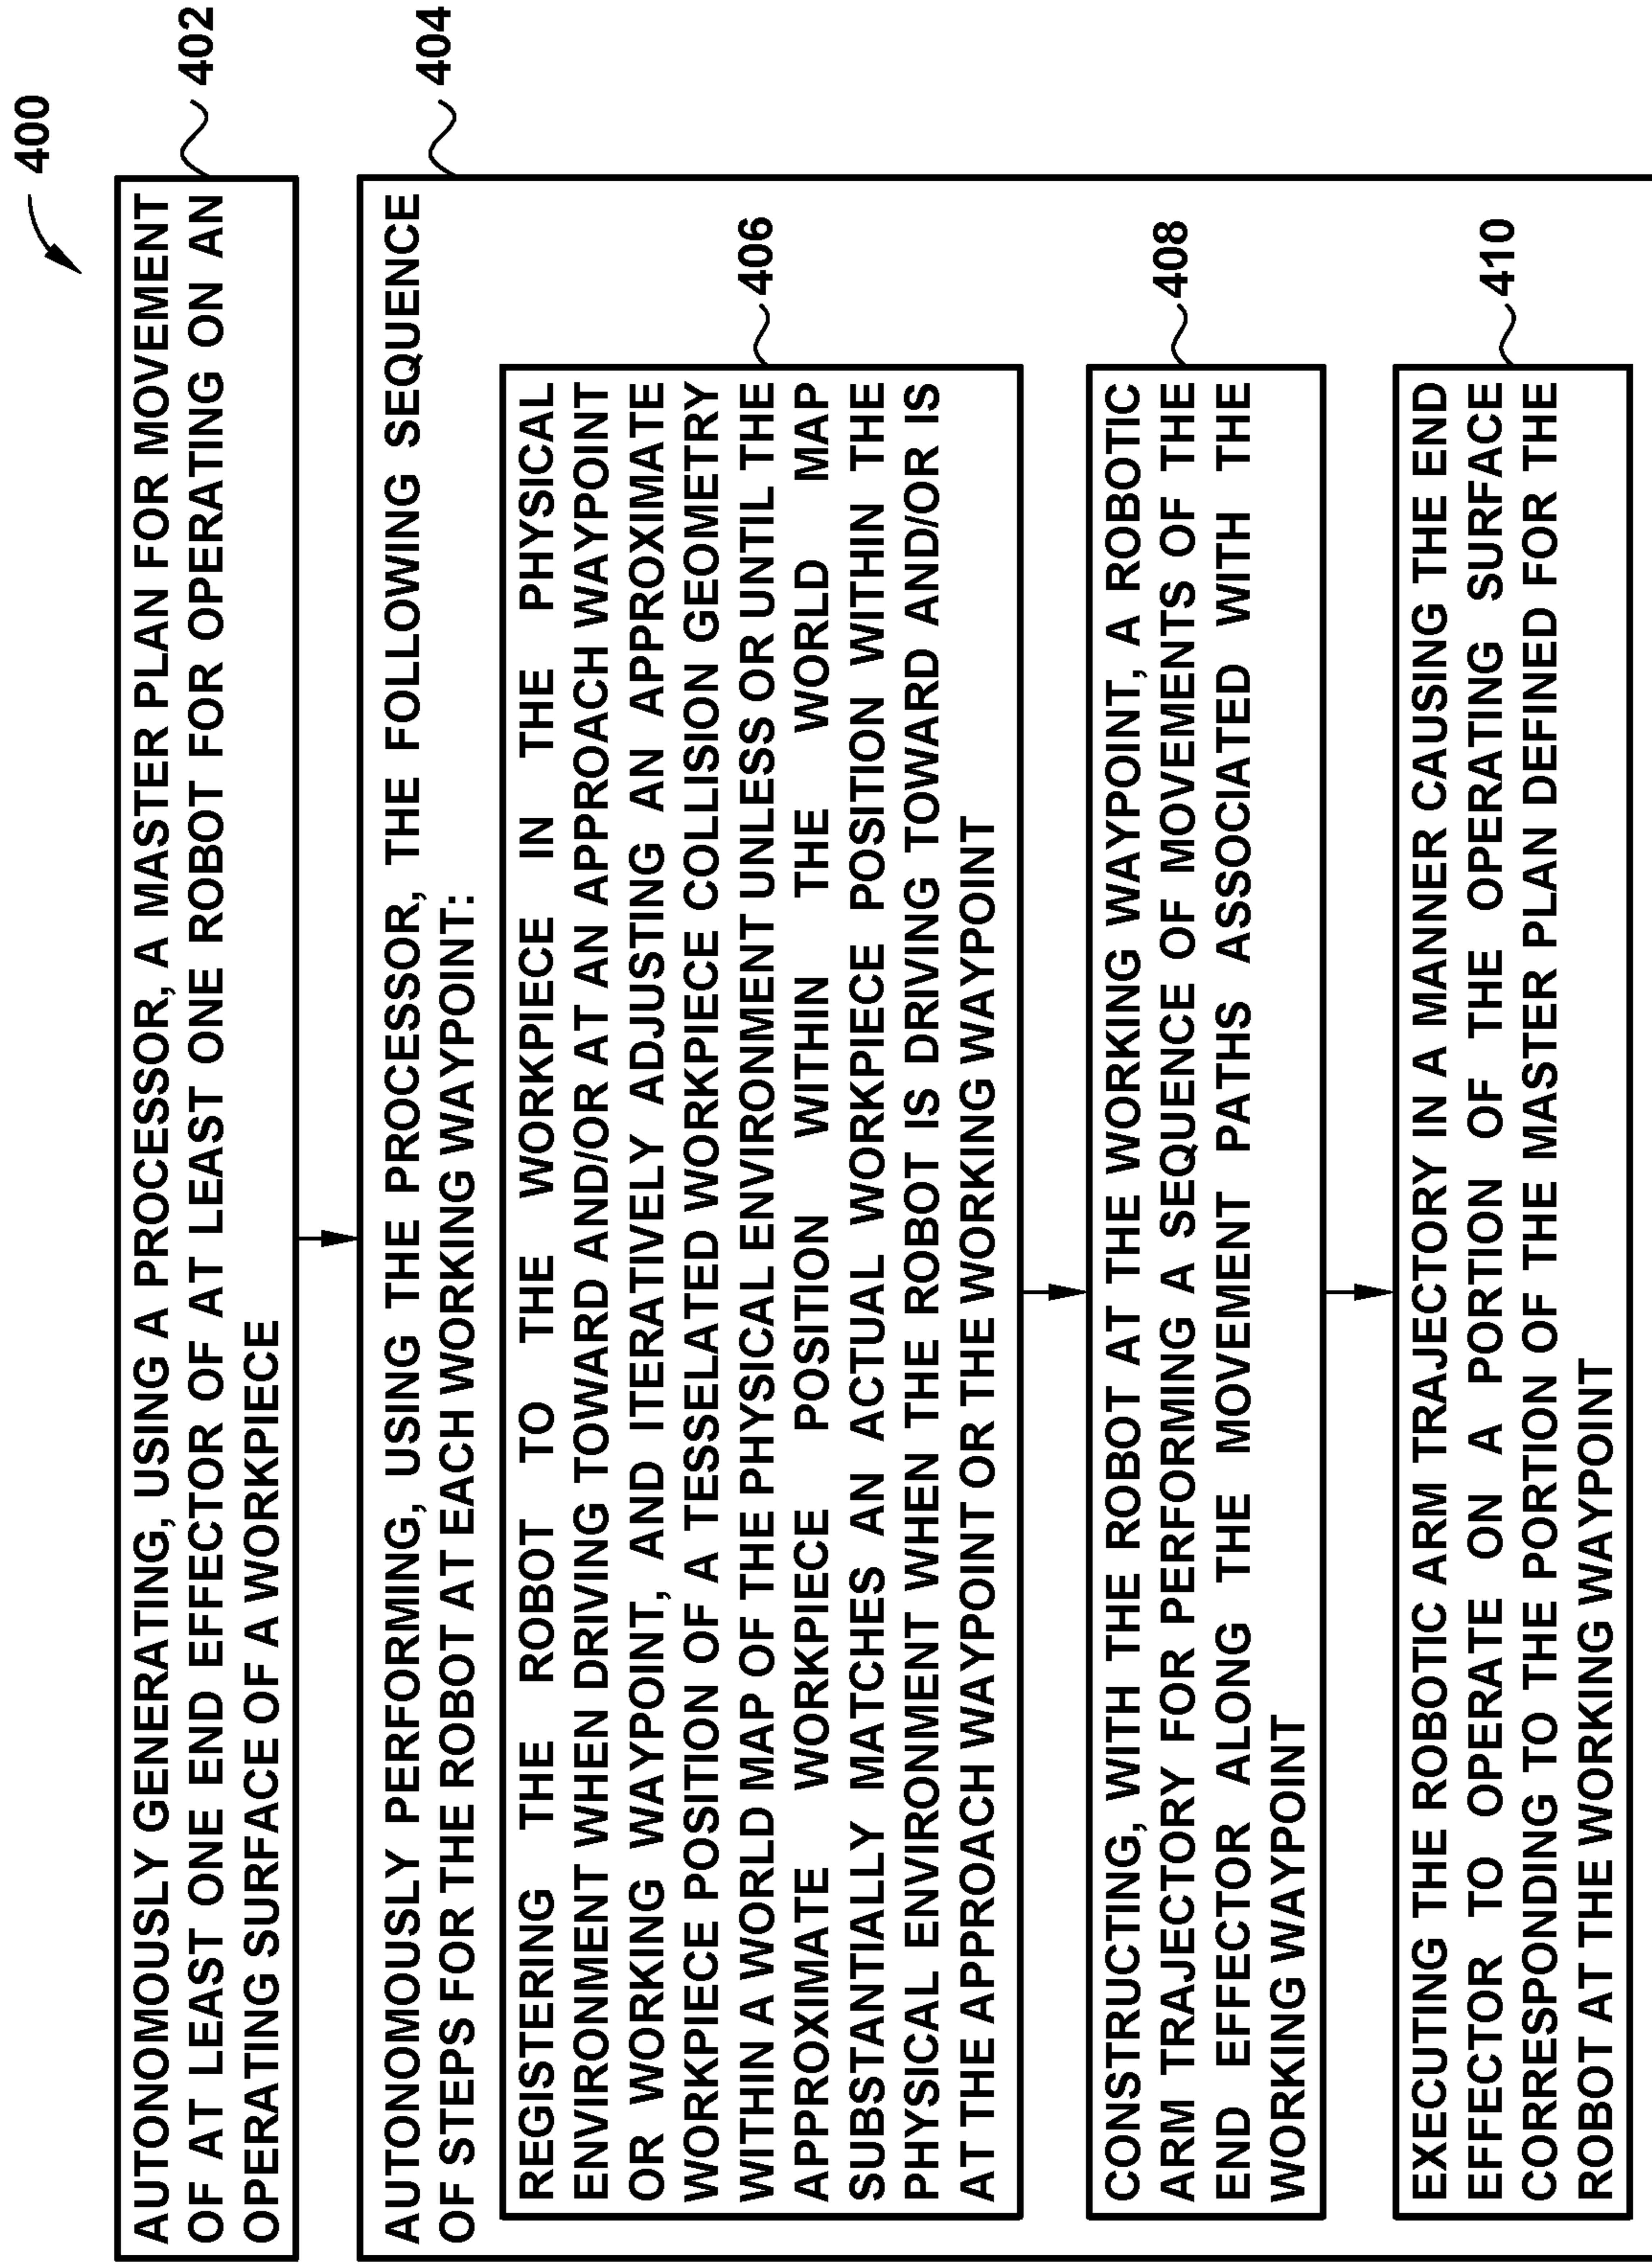 400
402
AUTONOMOUSLY GENERATING, USING A PROCESSOR, A MASTER PLAN FOR MOVEMENT
OF AT LEAST ONE END EFFECTOR OF AT LEAST ONE ROBOT FOR OPERATING ON AN
OPERATING SURFACE OF A WORKPIECE
404
AUTONOMOUSLY PERFORMING, USING THE PROCESSOR, THE FOLLOWING SEQUENCE
OF STEPS FOR THE ROBOT AT EACH WORKING WAYPOINT:
406
REGISTERING THE ROBOT TO THE WORKPIECE IN THE PHYSICAL
ENVIRONMENT WHEN DRIVING TOWARD AND/OR AT AN APPROACH WAYPOINT
OR WORKING WAYPOINT, AND ITERATIVELY ADJUSTING AN APPROXIMATE
WORKPIECE POSITION OF A TESSELATED WORKPIECE COLLISION GEOMETRY
WITHIN A WORLD MAP OF THE PHYSICAL ENVIRONMENT UNLESS OR UNTIL THE
APPROXIMATE WORKPIECE POSITION WITHIN THE WORLD MAP
SUBSTANTIALLY MATCHES AN ACTUAL WORKPIECE POSITION WITHIN THE
PHYSICAL ENVIRONMENT WHEN THE ROBOT IS DRIVING TOWARD AND/OR IS
AT THE APPROACH WAYPOINT OR THE WORKING WAYPOINT
408
CONSTRUCTING, WITH THE ROBOT AT THE WORKING WAYPOINT, A ROBOTIC
ARM TRAJECTORY FOR PERFORMING A SEQUENCE OF MOVEMENTS OF THE
END EFFECTOR ALONG THE MOVEMENT PATHS ASSOCIATED WITH THE
WORKING WAYPOINT
410
EXECUTING THE ROBOTIC ARM TRAJECTORY IN A MANNER CAUSING THE END
EFFECTOR TO OPERATE ON A PORTION OF THE OPERATING SURFACE
CORRESPONDING TO THE PORTION OF THE MASTER PLAN DEFINED FOR THE
ROBOT AT THE WORKING WAYPOINT